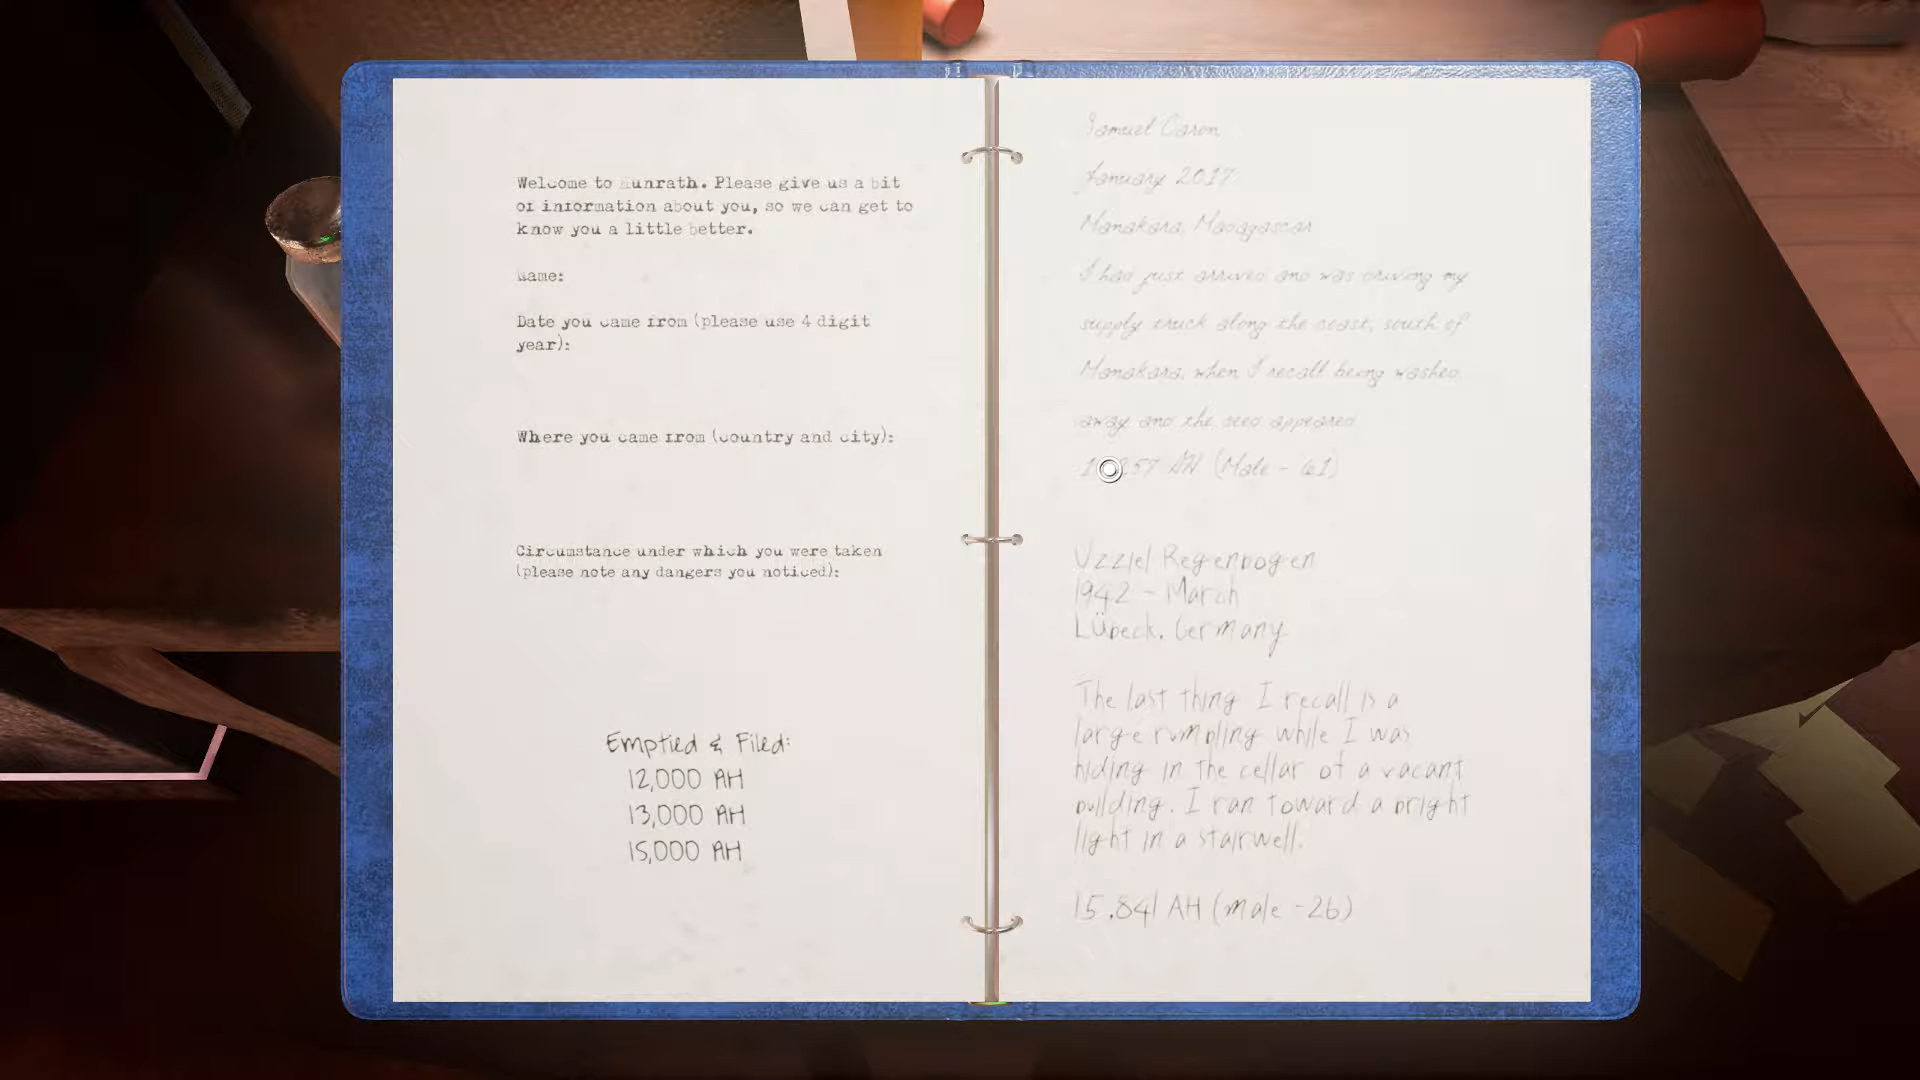 Welcome to unrath. Please give us a bit
of information about you, so we can get to
know you a little better.
Name:
Date you came from (please use 4 digit
year):
Where you came from (country and city):
Circumstance under which you were taken
(please note any dangers you noticed):
Emptied & Filed:
12,000 AH
13,000 AH
15,000 AH
Samuel Caron
January 2017
Manakara, Madagascar
I had just arrived and was driving my
supply truck along the coast, south of
Manakara, when I recall being washed
away and the seed appeared
AH (Male - 61)
Uzziel Regenbogen
1942 - March
Lübeck, Germany
The last thing I recall is a
large rumbling while I was
hiding in the cellar of a vacant
building. I ran toward a bright
light in a stairwell.
15,841 AH (male - 26)